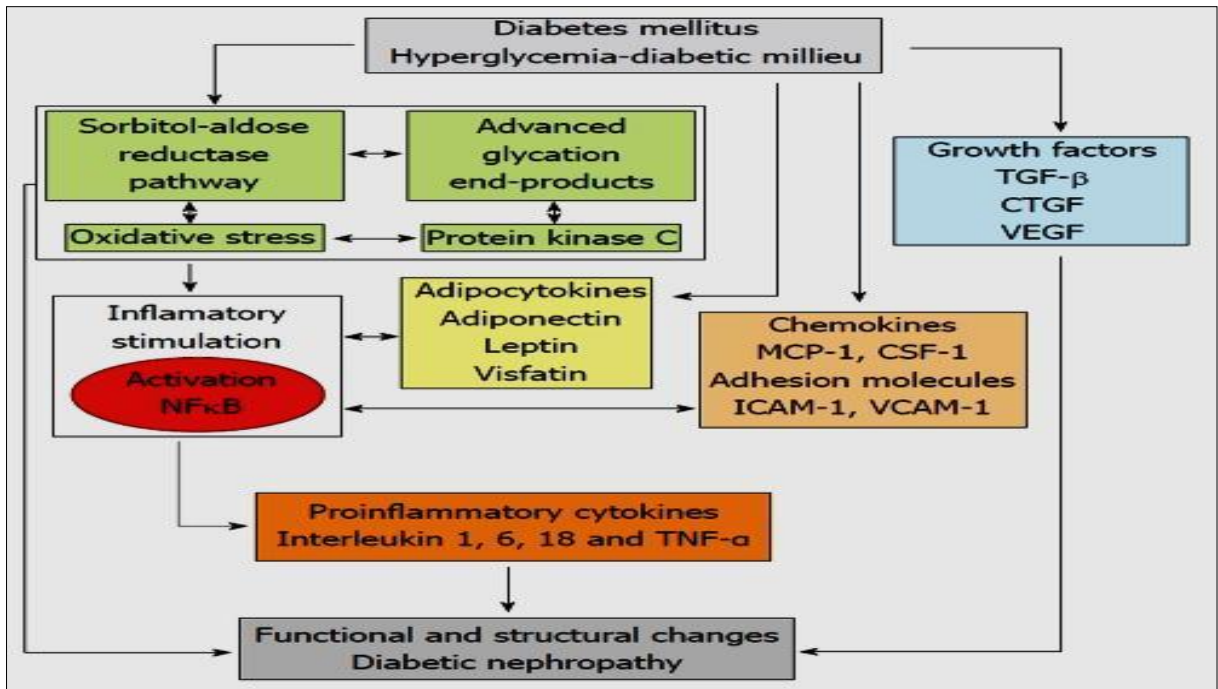 Diabetes mellitus
Hyperglycemia-diabetic millieu
Sorbitol-aldose
reductase
pathway
Advanced
glycation
end-products
Oxidative stress
Protein kinase C
Growth factors
TGF-β
CTGF
VEGF
Inflamatory
stimulation
Activation
NFκB
Adipocytokines
Adiponectin
Leptin
Visfatin
Chemokines
MCP-1, CSF-1
Adhesion molecules
ICAM-1, VCAM-1
Proinflammatory cytokines
Interleukin 1, 6, 18 and TNF-α
Functional and structural changes
Diabetic nephropathy